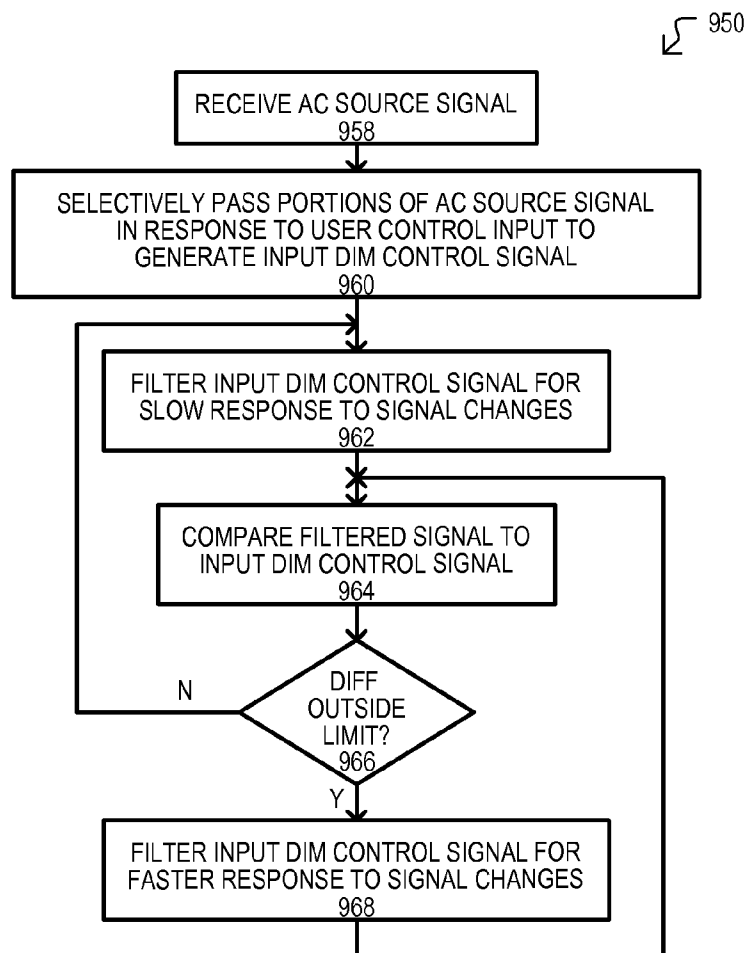 950
RECEIVE AC SOURCE SIGNAL
958
SELECTIVELY PASS PORTIONS OF AC SOURCE SIGNAL
IN RESPONSE TO USER CONTROL INPUT TO
GENERATE INPUT DIM CONTROL SIGNAL
960
FILTER INPUT DIM CONTROL SIGNAL FOR
SLOW RESPONSE TO SIGNAL CHANGES
962
COMPARE FILTERED SIGNAL TO
INPUT DIM CONTROL SIGNAL
964
N
DIFF
OUTSIDE
LIMIT?
966
Y
FILTER INPUT DIM CONTROL SIGNAL FOR
FASTER RESPONSE TO SIGNAL CHANGES
968